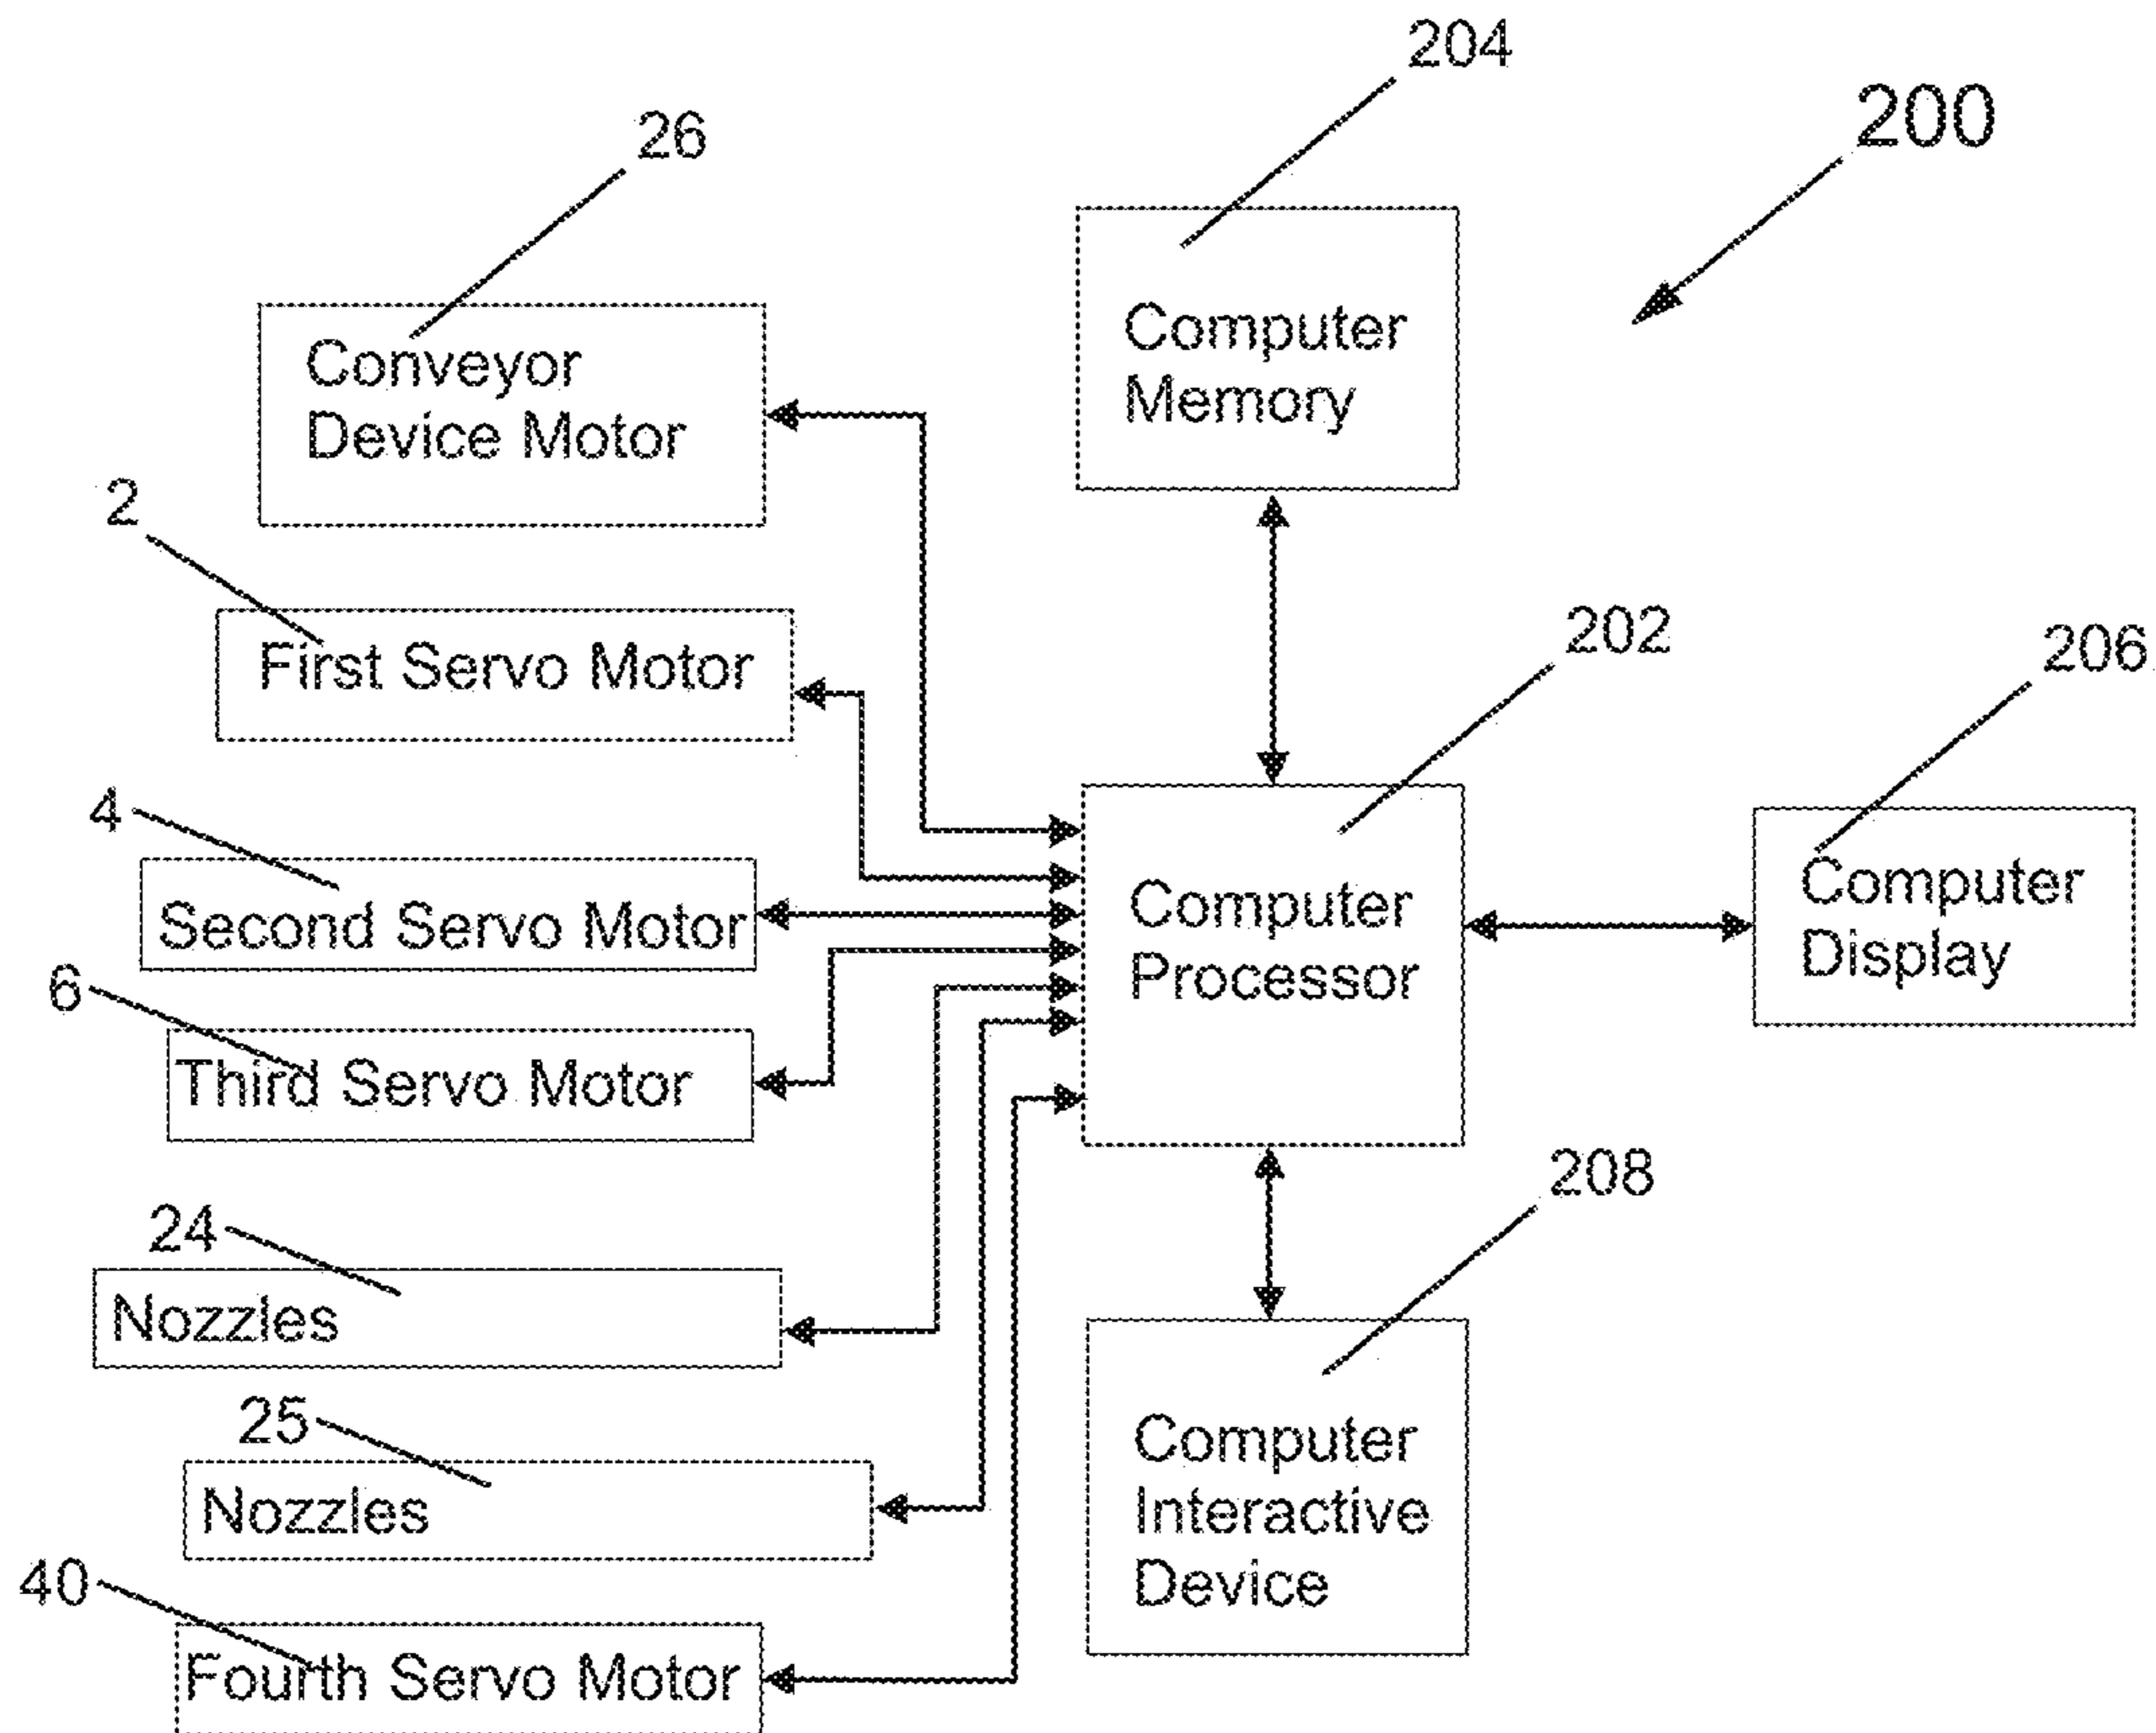 204
200
26
Computer
Memory
Conveyor
Device Motor
2
First Servo Motor
202
206
4
Second Servo Motor
Computer
Processor
Computer
Display
6
Third Servo Motor
208
24
Nozzles
25
Nozzles
Computer
Interactive
Device
40
Fourth Servo Motor